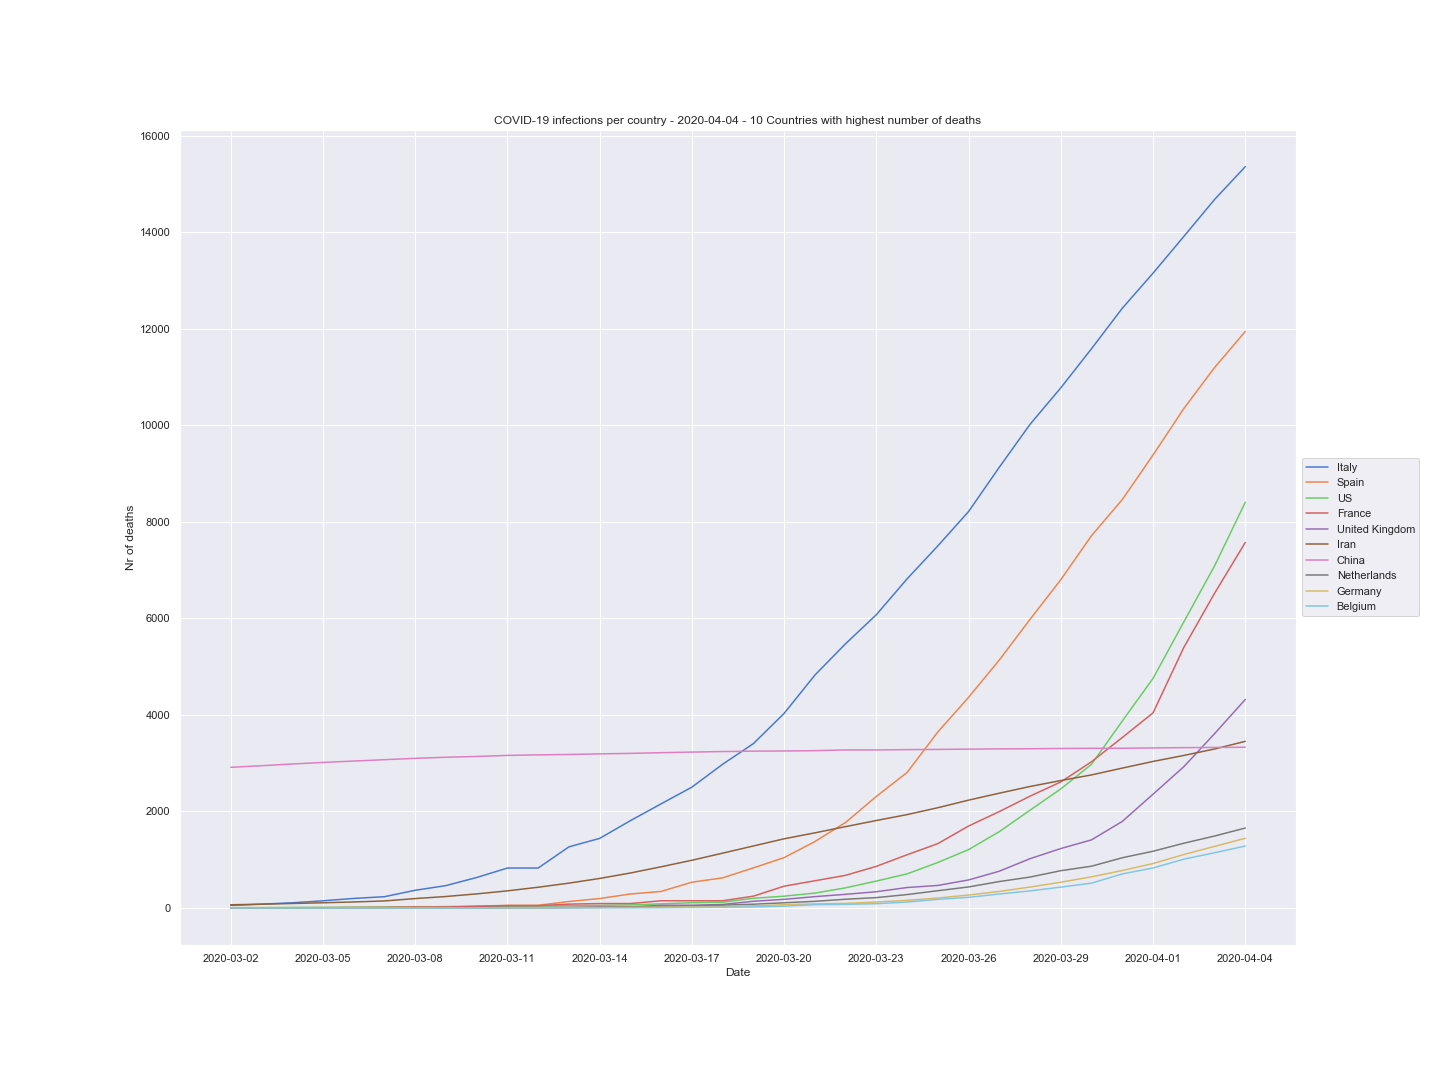 COVID-19 infections per country - 2020-04-04 - 10 Countries with highest number of deaths
16000
14000
12000
10000
8000
6000
4000
2000
0
Nr of deaths
2020-03-02 2020-03-05 2020-03-08 2020-03-11 2020-03-14 2020-03-17 2020-03-20 2020-03-23 2020-03-26 2020-03-29 2020-04-01 2020-04-04
Date
Italy
Spain
US
France
United Kingdom
Iran
China
Netherlands
Germany
Belgium